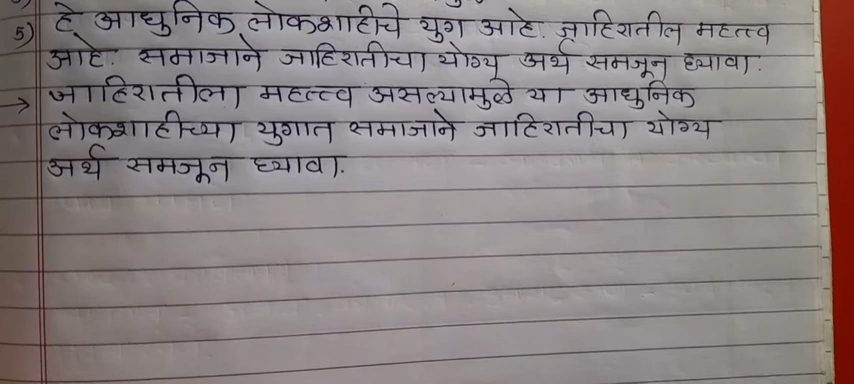 5) हे आधुनिक लोकशाहीचे युग आहे. जाहिरातील महत्त्व
आहे. समाजाने जाहिरातीचा योग्य अर्थ समजून घ्यावा.
→ जाहिरातीला महत्त्व असल्यामुळे या आधुनिक
लोकशाहीच्या युगात समाजाने जाहिरातीचा योग्य
अर्थ समजून घ्यावा.